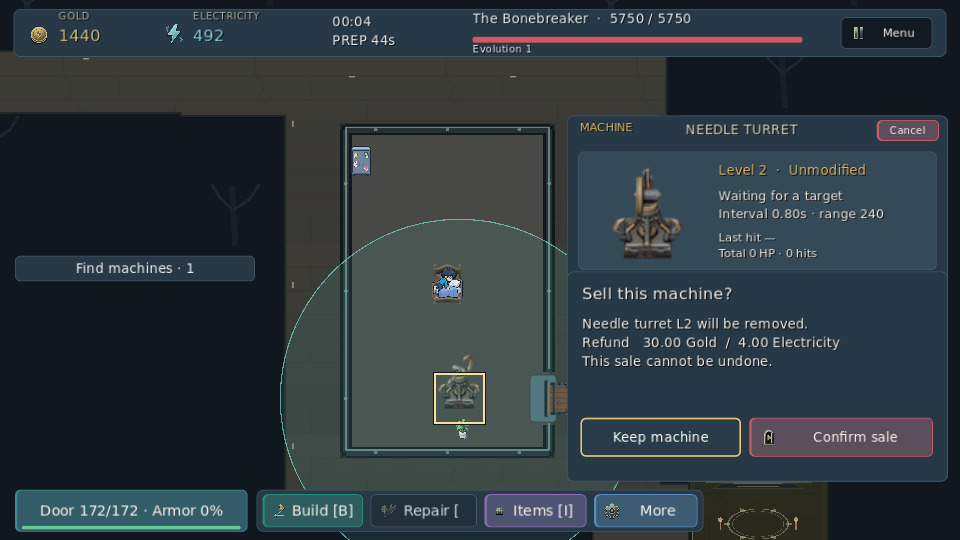 GOLD
1440
ELECTRICITY
492
00:04
PREP 44s
The Bonebreaker · 5750 / 5750
Evolution 1
Menu
MACHINE
NEEDLE TURRET
Cancel
Level 2 · Unmodified
Waiting for a target
Interval 0.80s · range 240
Last hit —
Total 0 HP · 0 hits
Find machines · 1
Sell this machine?
Needle turret L2 will be removed.
Refund 30.00 Gold / 4.00 Electricity
This sale cannot be undone.
Keep machine
Confirm sale
Door 172/172 · Armor 0%
Build [B]
Repair [
Items [I]
More